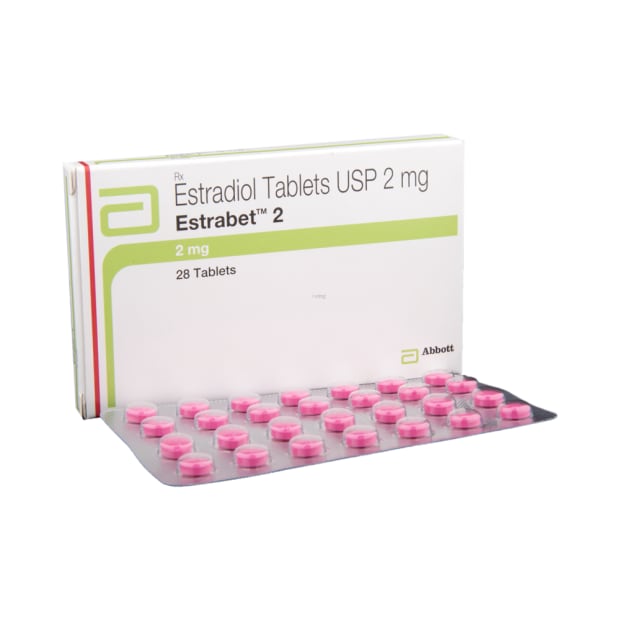 Rx
Estradiol Tablets USP 2 mg
Estrabet™ 2
2 mg
28 Tablets
Abbott